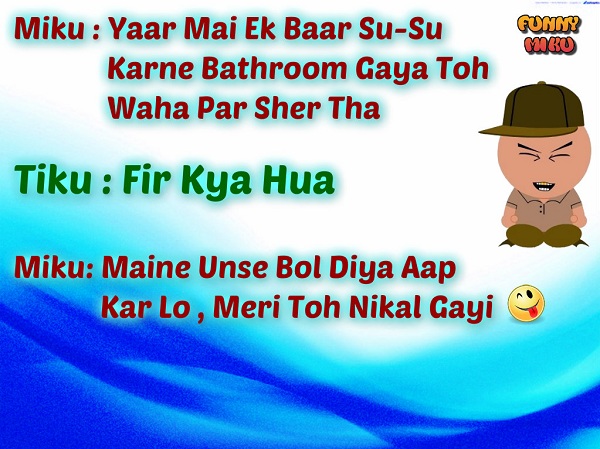 FUNNY
MIKU
Miku : Yaar Mai Ek Baar Su-Su
Karne Bathroom Gaya Toh
Waha Par Sher Tha
Tiku : Fir Kya Hua
Miku: Maine Unse Bol Diya Aap
Kar Lo , Meri Toh Nikal Gayi